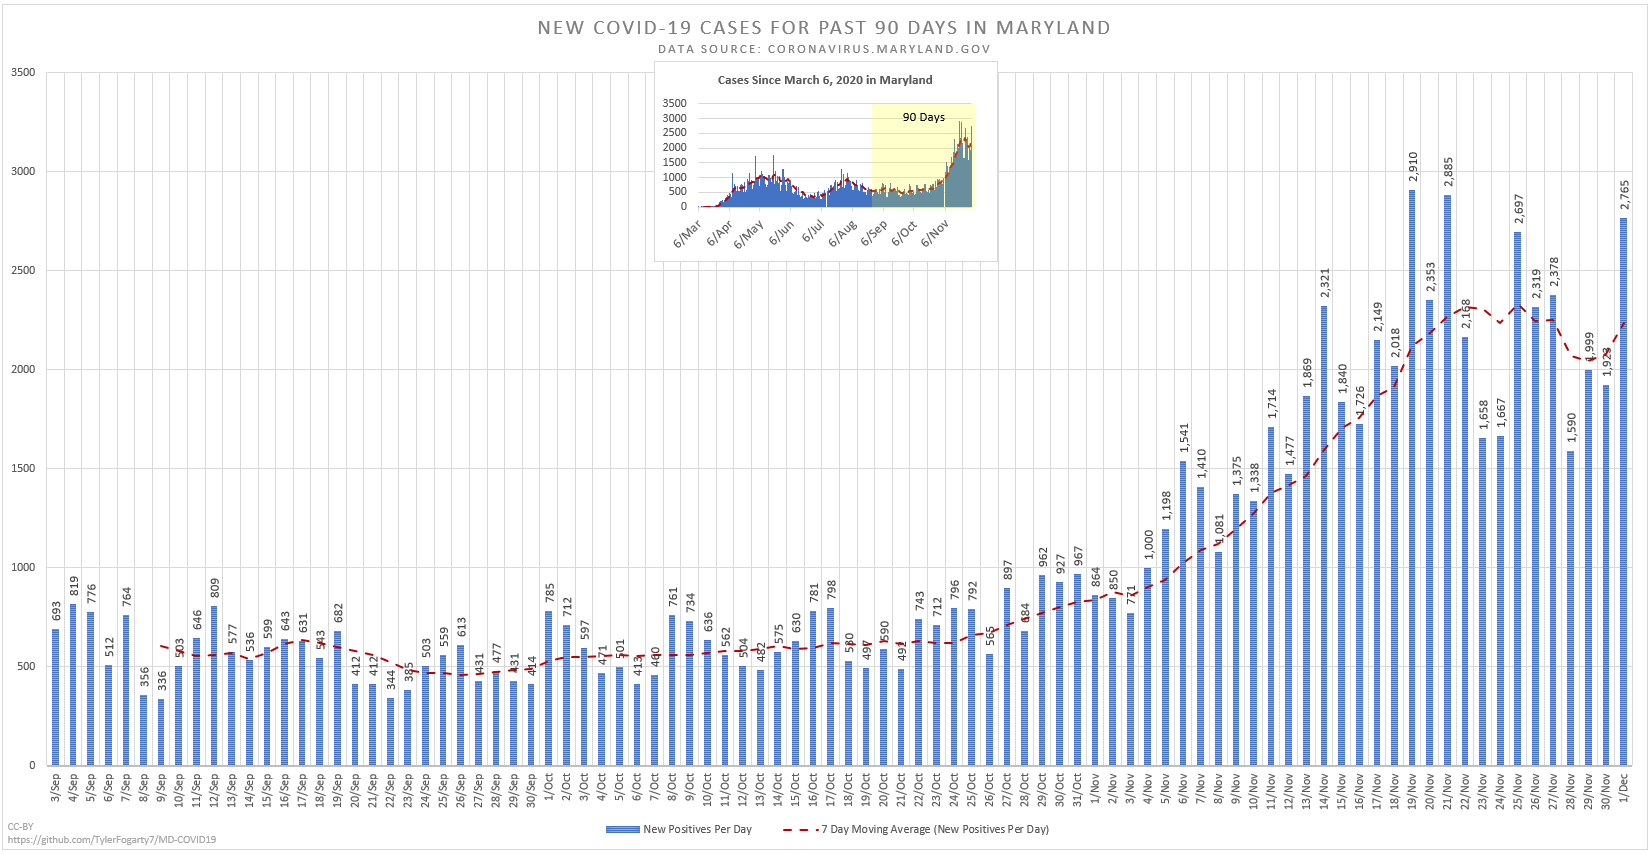 NEW COVID-19 CASES FOR PAST 90 DAYS IN MARYLAND
DATA SOURCE: CORONAVIRUS.MARYLAND.GOV
3500
3000
2500
2000
1500
1000
500
0
Cases Since March 6, 2020 in Maryland
90 Days
3500
3000
2500
2000
1500
1000
500
0
6/Mar
6/Apr
6/May
6/Jun
6/Jul
6/Aug
6/Sep
6/Oct
6/Nov
693
819
776
512
764
356
336
503
646
809
577
536
599
643
631
543
682
412
412
344
385
503
559
613
431
477
431
414
785
712
597
471
501
413
460
761
734
636
562
504
482
575
630
781
798
530
497
590
492
743
712
796
792
565
897
684
962
927
967
864
850
771
1,000
1,198
1,541
1,410
1,081
1,375
1,338
1,714
1,477
1,869
2,321
1,840
1,726
2,149
2,018
2,910
2,353
2,885
2,168
1,658
1,667
2,697
2,319
2,378
1,590
1,999
1,923
2,765
3/Sep
4/Sep
5/Sep
6/Sep
7/Sep
8/Sep
9/Sep
10/Sep
11/Sep
12/Sep
13/Sep
14/Sep
15/Sep
16/Sep
17/Sep
18/Sep
19/Sep
20/Sep
21/Sep
22/Sep
23/Sep
24/Sep
25/Sep
26/Sep
27/Sep
28/Sep
29/Sep
30/Sep
1/Oct
2/Oct
3/Oct
4/Oct
5/Oct
6/Oct
7/Oct
8/Oct
9/Oct
10/Oct
11/Oct
12/Oct
13/Oct
14/Oct
15/Oct
16/Oct
17/Oct
18/Oct
19/Oct
20/Oct
21/Oct
22/Oct
23/Oct
24/Oct
25/Oct
26/Oct
27/Oct
28/Oct
29/Oct
30/Oct
31/Oct
1/Nov
2/Nov
3/Nov
4/Nov
5/Nov
6/Nov
7/Nov
8/Nov
9/Nov
10/Nov
11/Nov
12/Nov
13/Nov
14/Nov
15/Nov
16/Nov
17/Nov
18/Nov
19/Nov
20/Nov
21/Nov
22/Nov
23/Nov
24/Nov
25/Nov
26/Nov
27/Nov
28/Nov
29/Nov
30/Nov
1/Dec
New Positives Per Day
7 Day Moving Average (New Positives Per Day)
CC-BY
https://github.com/TylerFogarty7/MD-COVID19